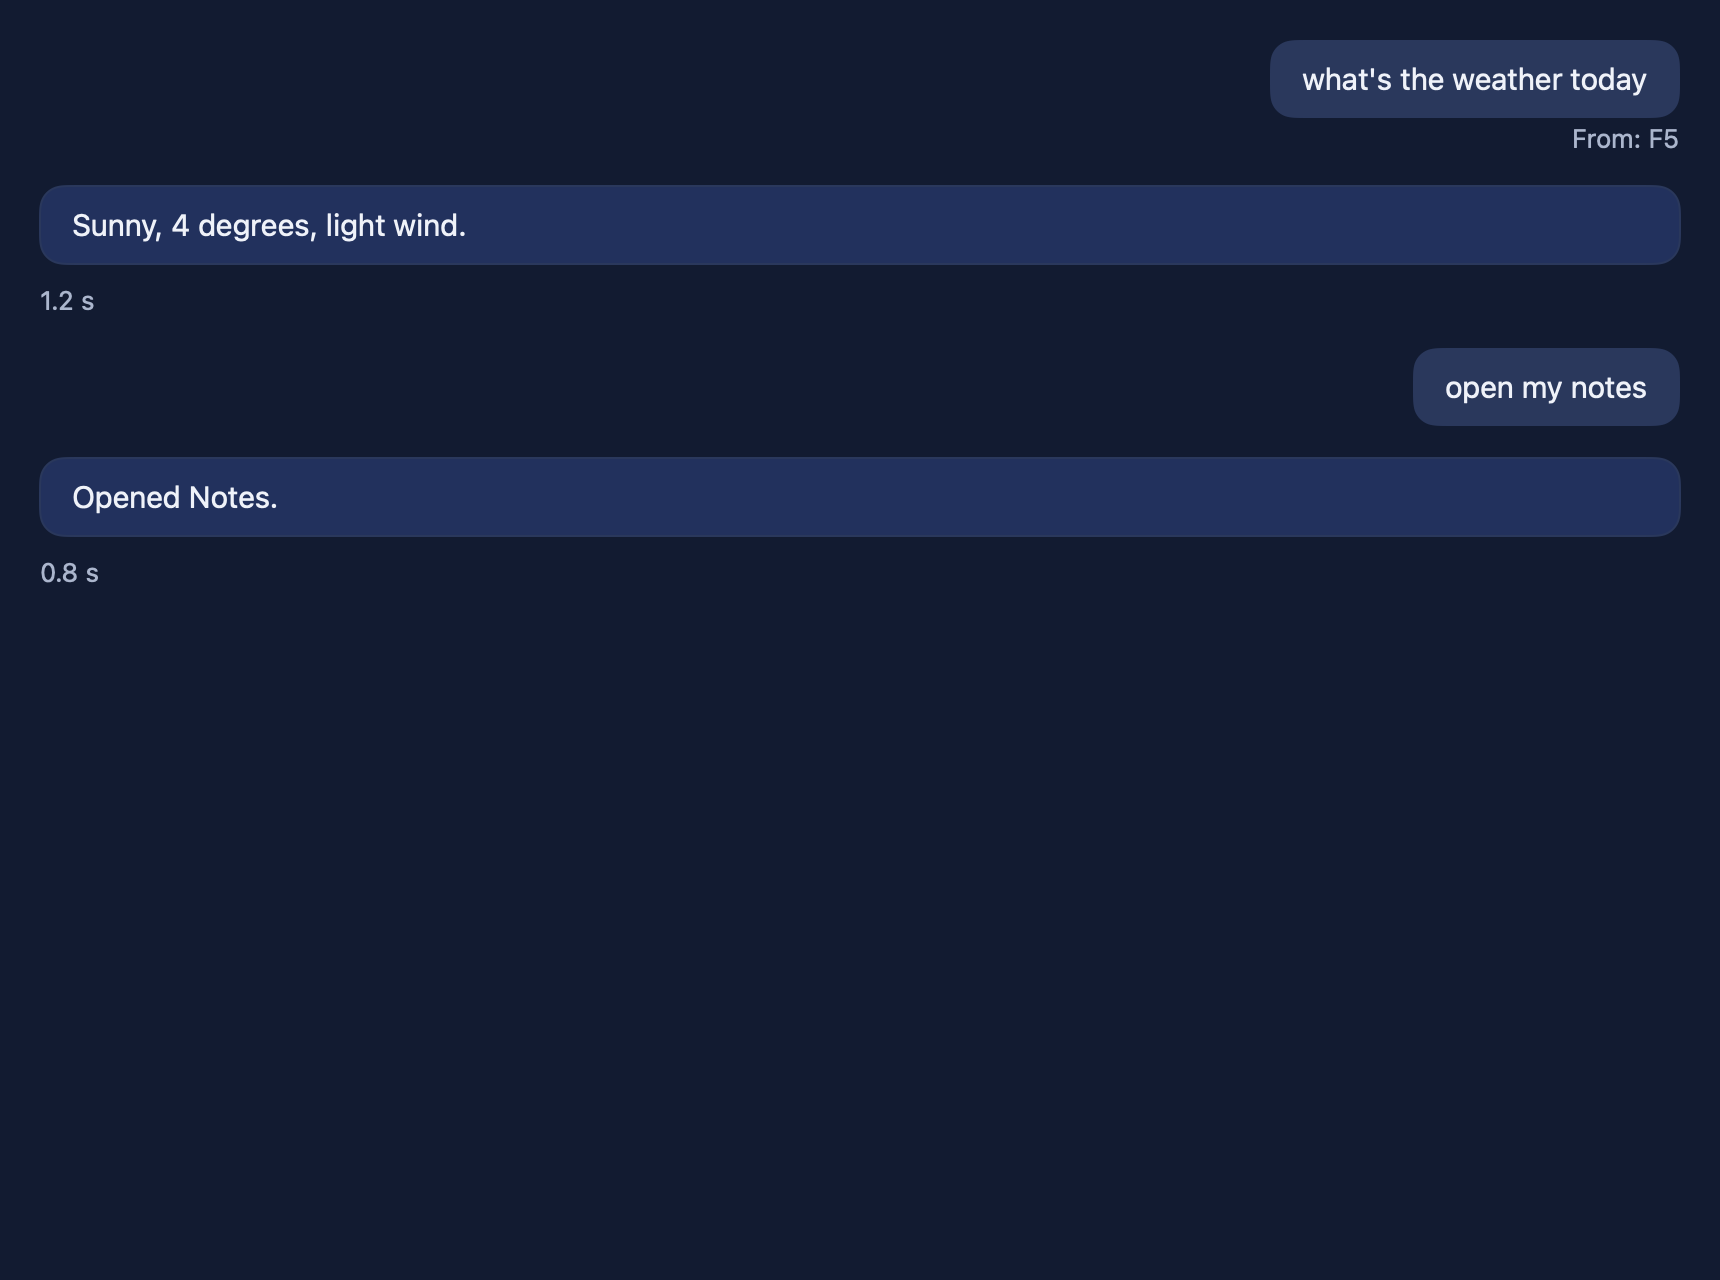 what's the weather today
From: F5
Sunny, 4 degrees, light wind.
1.2 s
open my notes
Opened Notes.
0.8 s